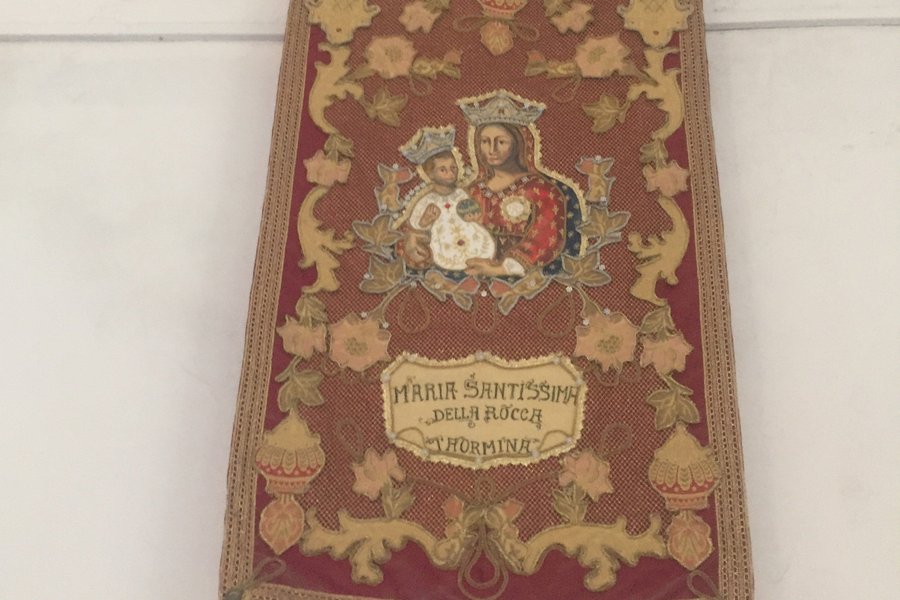 MARIA SANTISSIMA
DELLA ROCCA
"TAORMINA"